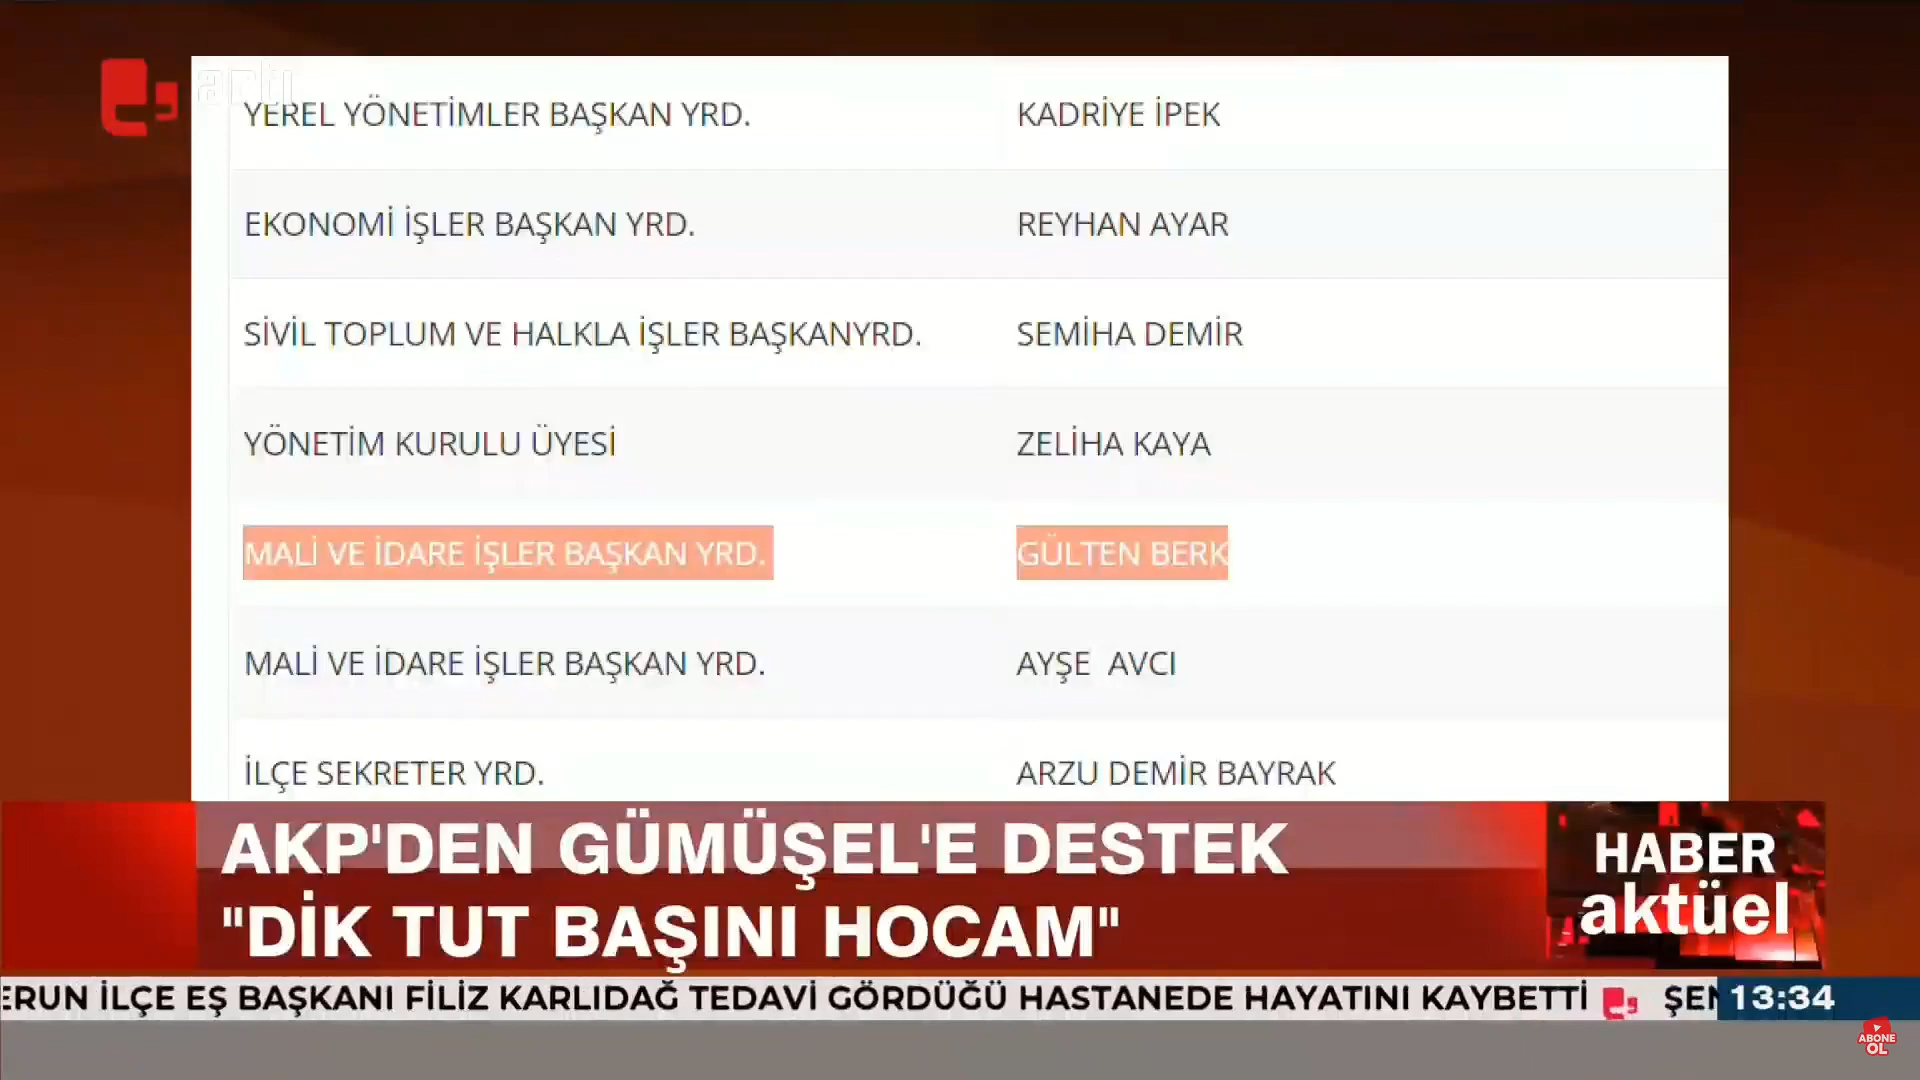 artı
YEREL YÖNETİMLER BAŞKAN YRD. KADRİYE İPEK
EKONOMİ İŞLER BAŞKAN YRD. REYHAN AYAR
SİVİL TOPLUM VE HALKLA İŞLER BAŞKANYRD. SEMİHA DEMİR
YÖNETİM KURULU ÜYESİ ZELİHA KAYA
MALİ VE İDARE İŞLER BAŞKAN YRD. GÜLTEN BERK
MALİ VE İDARE İŞLER BAŞKAN YRD. AYŞE AVCI
İLÇE SEKRETER YRD. ARZU DEMİR BAYRAK
AKP'DEN GÜMÜŞEL'E DESTEK
"DİK TUT BAŞINI HOCAM"
HABER
aktüel
ERUN İLÇE EŞ BAŞKANI FİLİZ KARLIDAĞ TEDAVİ GÖRDÜĞÜ HASTANEDE HAYATINI KAYBETTİ ŞEN 13:34
ABONE
OL